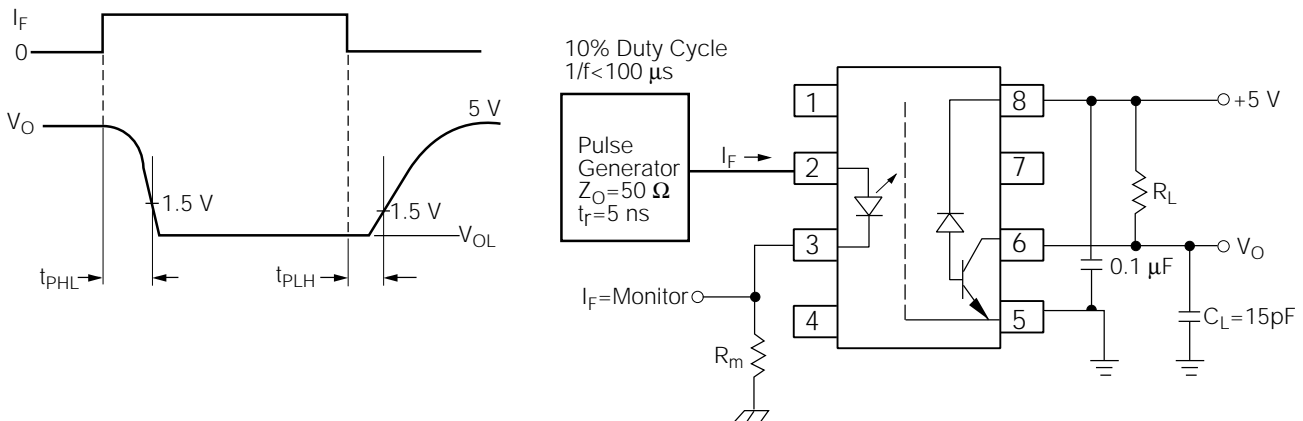 I_F
0
V_O
5 V
1.5 V
1.5 V
V_OL
t_PHL
t_PLH
10% Duty Cycle
1/f<100 μs
Pulse
Generator
Z_O=50 Ω
t_r=5 ns
I_F
I_F=Monitor
R_m
1
2
3
4
8
7
6
5
+5 V
R_L
V_O
0.1 μF
C_L=15pF